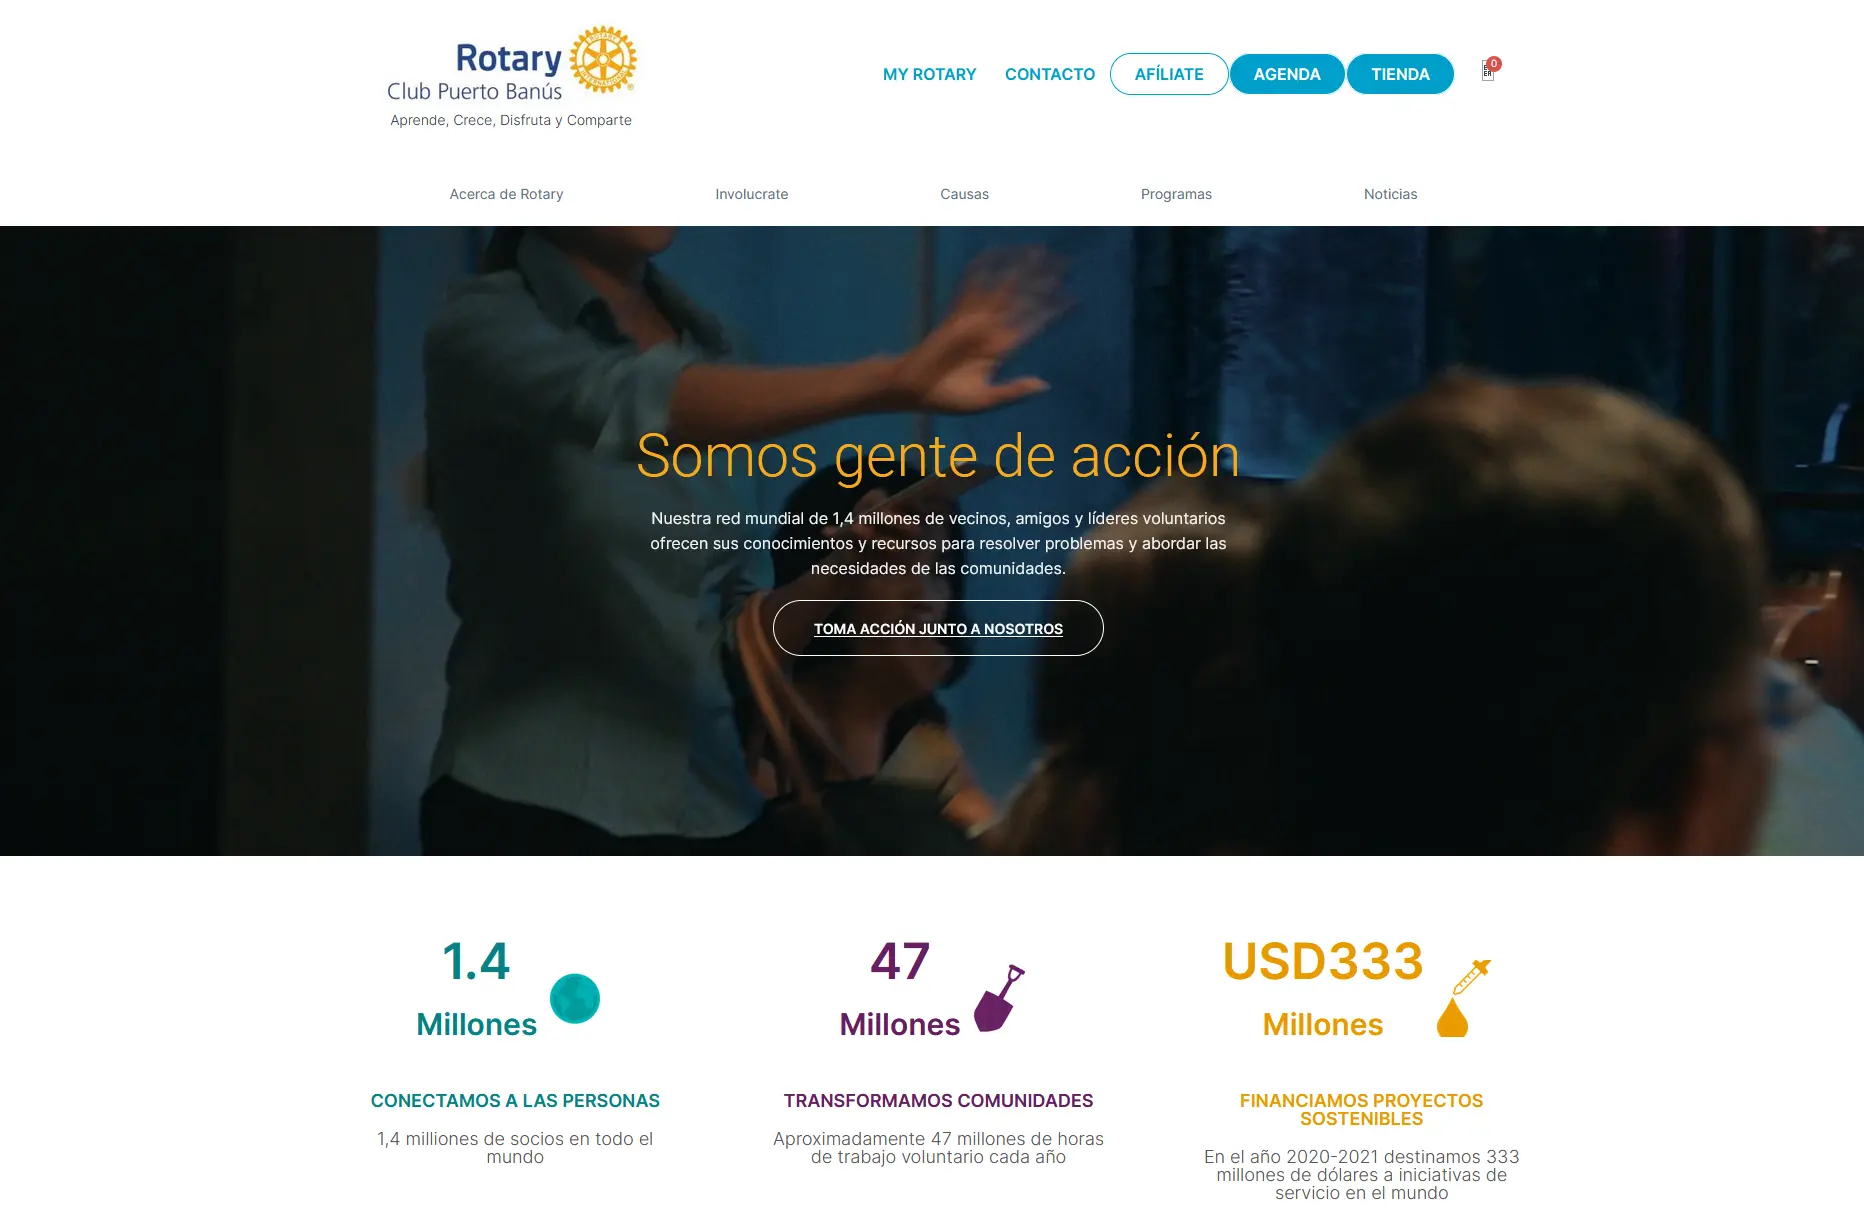 Rotary
Club Puerto Banús
Aprende, Crece, Disfruta y Comparte
MY ROTARY
CONTACTO
AFÍLIATE
AGENDA
TIENDA
0
Acerca de Rotary
Involucrate
Causas
Programas
Noticias
Somos gente de acción
Nuestra red mundial de 1,4 millones de vecinos, amigos y líderes voluntarios
ofrecen sus conocimientos y recursos para resolver problemas y abordar las
necesidades de las comunidades.
TOMA ACCIÓN JUNTO A NOSOTROS
1.4
Millones
CONECTAMOS A LAS PERSONAS
1,4 milliones de socios en todo el
mundo
47
Millones
TRANSFORMAMOS COMUNIDADES
Aproximadamente 47 millones de horas
de trabajo voluntario cada año
USD333
Millones
FINANCIAMOS PROYECTOS
SOSTENIBLES
En el año 2020-2021 destinamos 333
millones de dólares a iniciativas de
servicio en el mundo